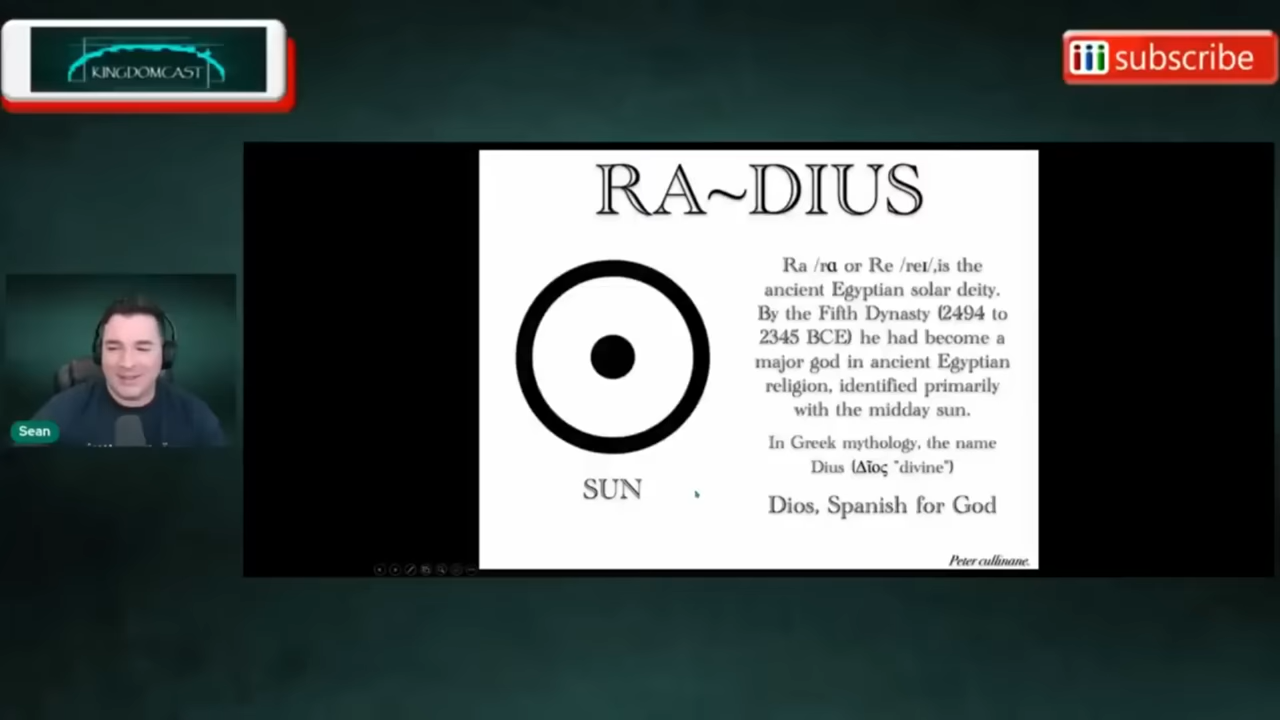 KINGDOMCAST
subscribe
RA~DIUS
Ra /rɑ or Re /reɪ/,is the
ancient Egyptian solar deity.
By the Fifth Dynasty (2494 to
2345 BCE) he had become a
major god in ancient Egyptian
religion, identified primarily
with the midday sun.
In Greek mythology, the name
Dius (Δῖος "divine")
Dios, Spanish for God
SUN
Peter cullinane.
Sean